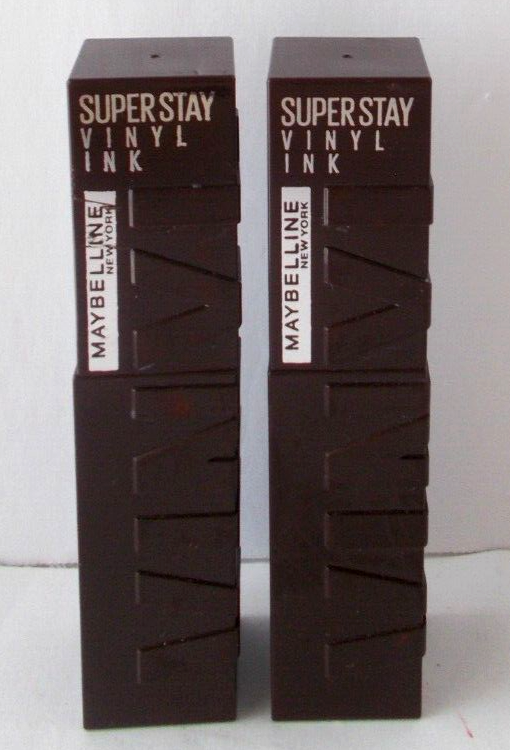 SUPER STAY
VINYL
INK
MAYBELLINE
NEW YORK
SUPER STAY
VINYL
INK
MAYBELLINE
NEW YORK